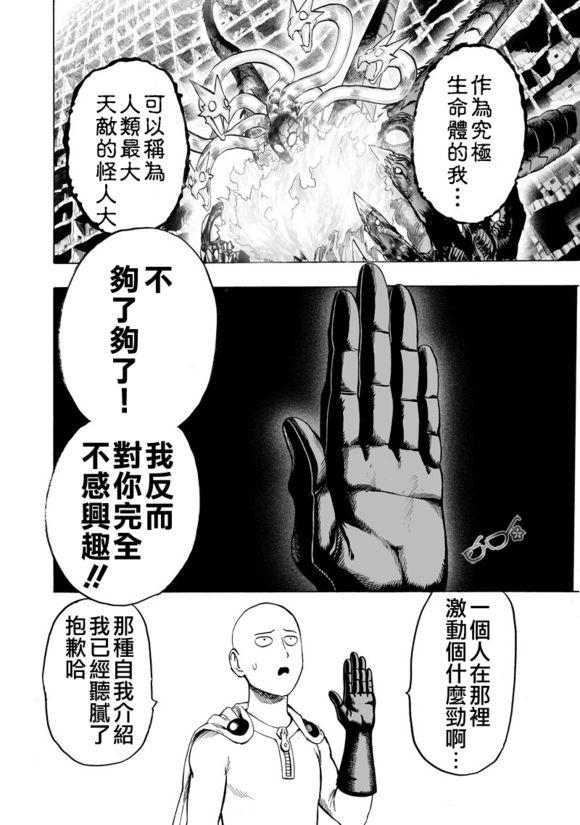 作為究極
生命體的我…
可以稱為
人類最大
天敵的怪人大
不
夠了夠了！
我反而
對你完全
不感興趣!!
一個人在那裡
激動個什麼勁啊…
那種自我介紹
我已經聽膩了
抱歉哈